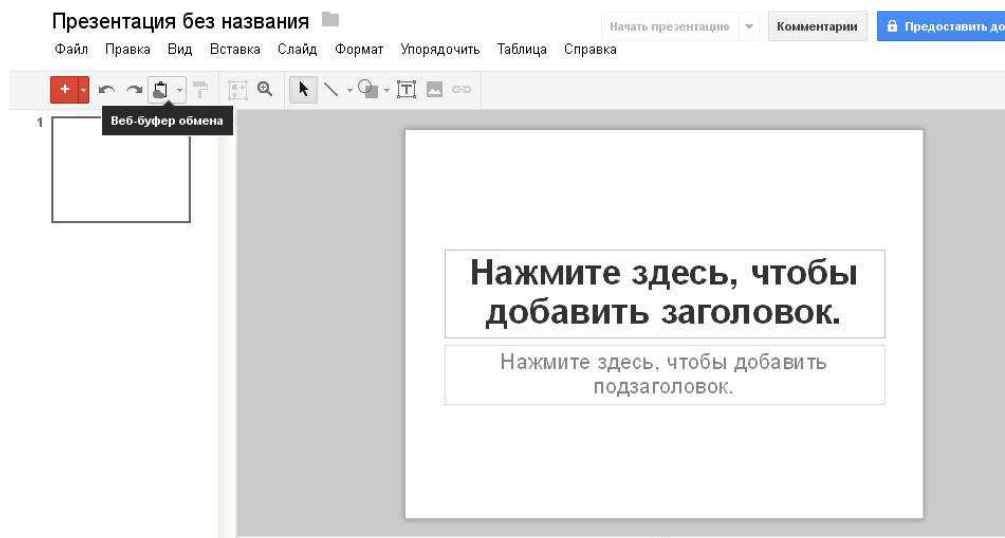 Презентация без названия
Начать презентацию
Комментарии
Предоставить до
Файл Правка Вид Вставка Слайд Формат Упорядочить Таблица Справка
Веб-буфер обмена
1
Нажмите здесь, чтобы
добавить заголовок.
Нажмите здесь, чтобы добавить
подзаголовок.